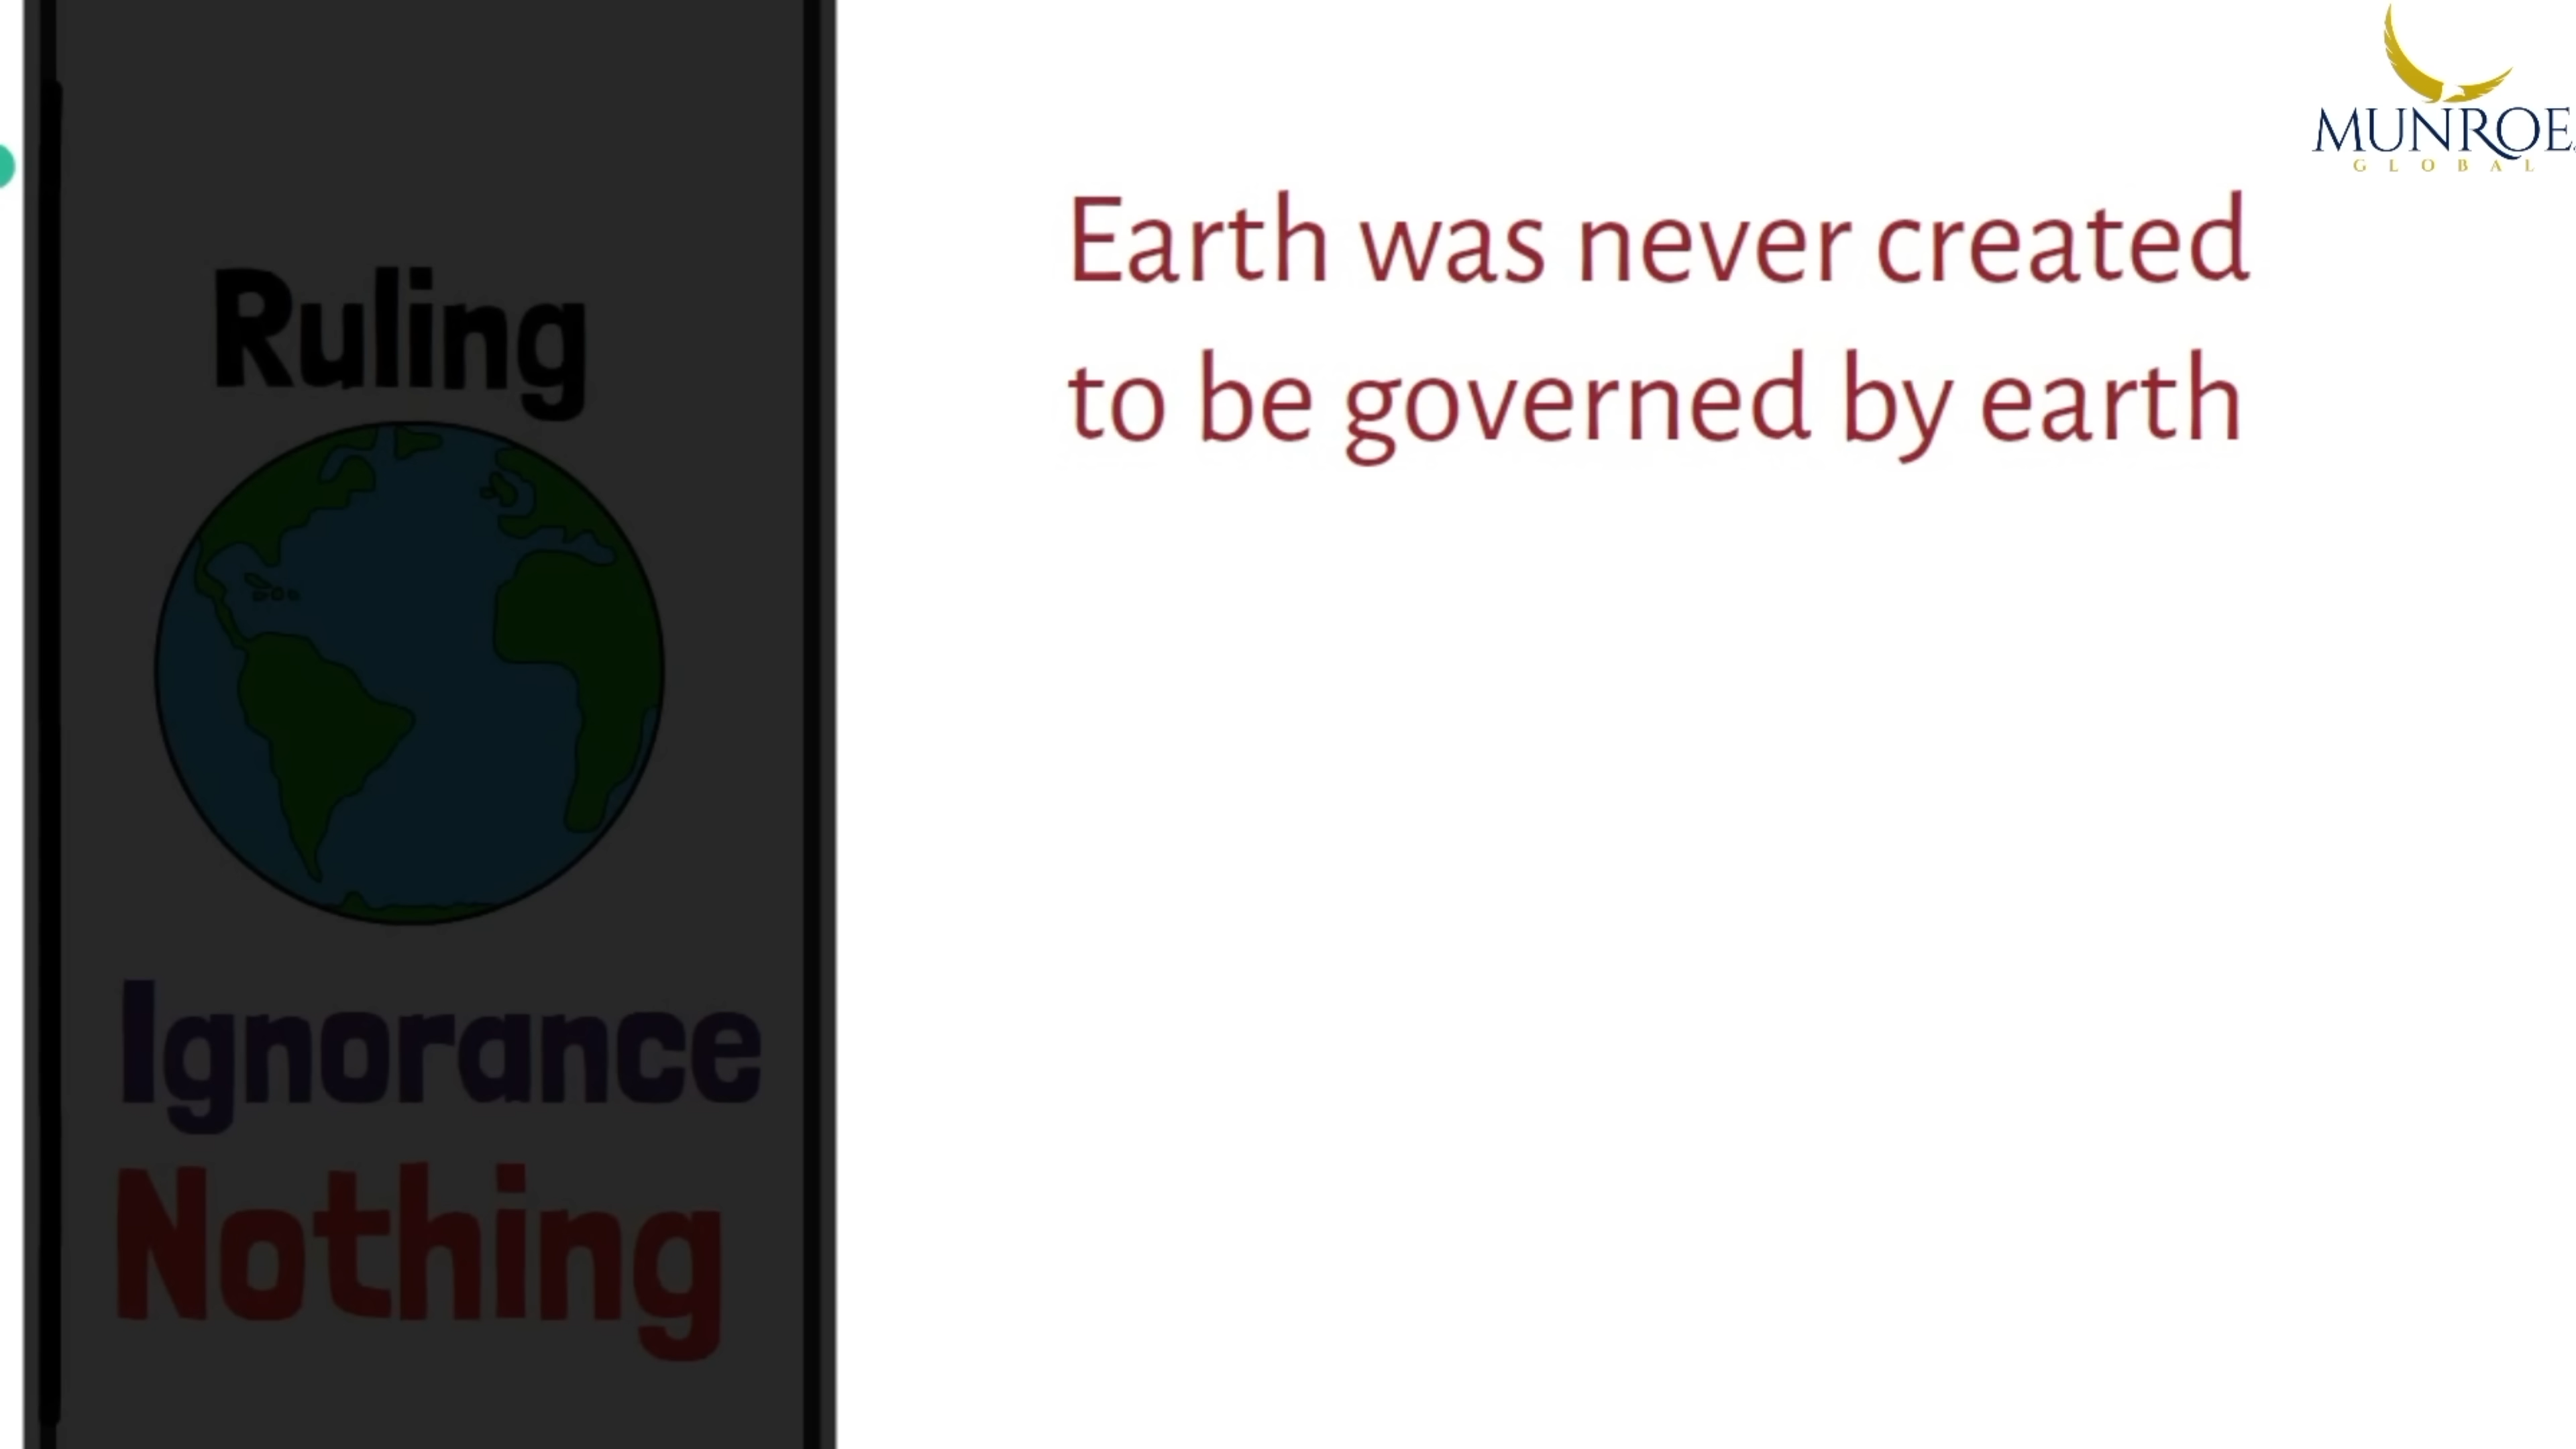 Ruling
Ignorance
Nothing
MUNROE
GLOBAL
Earth was never created
to be governed by earth